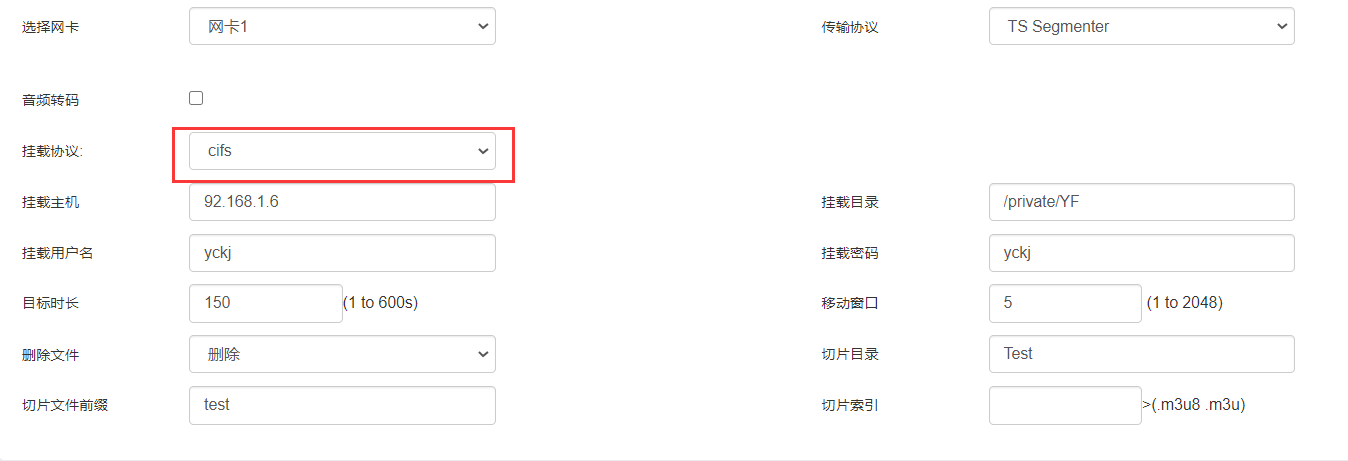 选择网卡 网卡1 传输协议 TS Segmenter
音频转码
挂载协议: cifs
挂载主机 92.168.1.6 挂载目录 /private/YF
挂载用户名 yckj 挂载密码 yckj
目标时长 150 (1 to 600s) 移动窗口 5 (1 to 2048)
删除文件 删除 切片目录 Test
切片文件前缀 test 切片索引 >(.m3u8 .m3u)